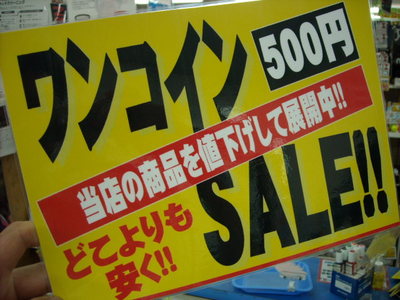 ワンコイン 500円
当店の商品を値下げして展開中!!
どこよりも
安く!!
SALE!!